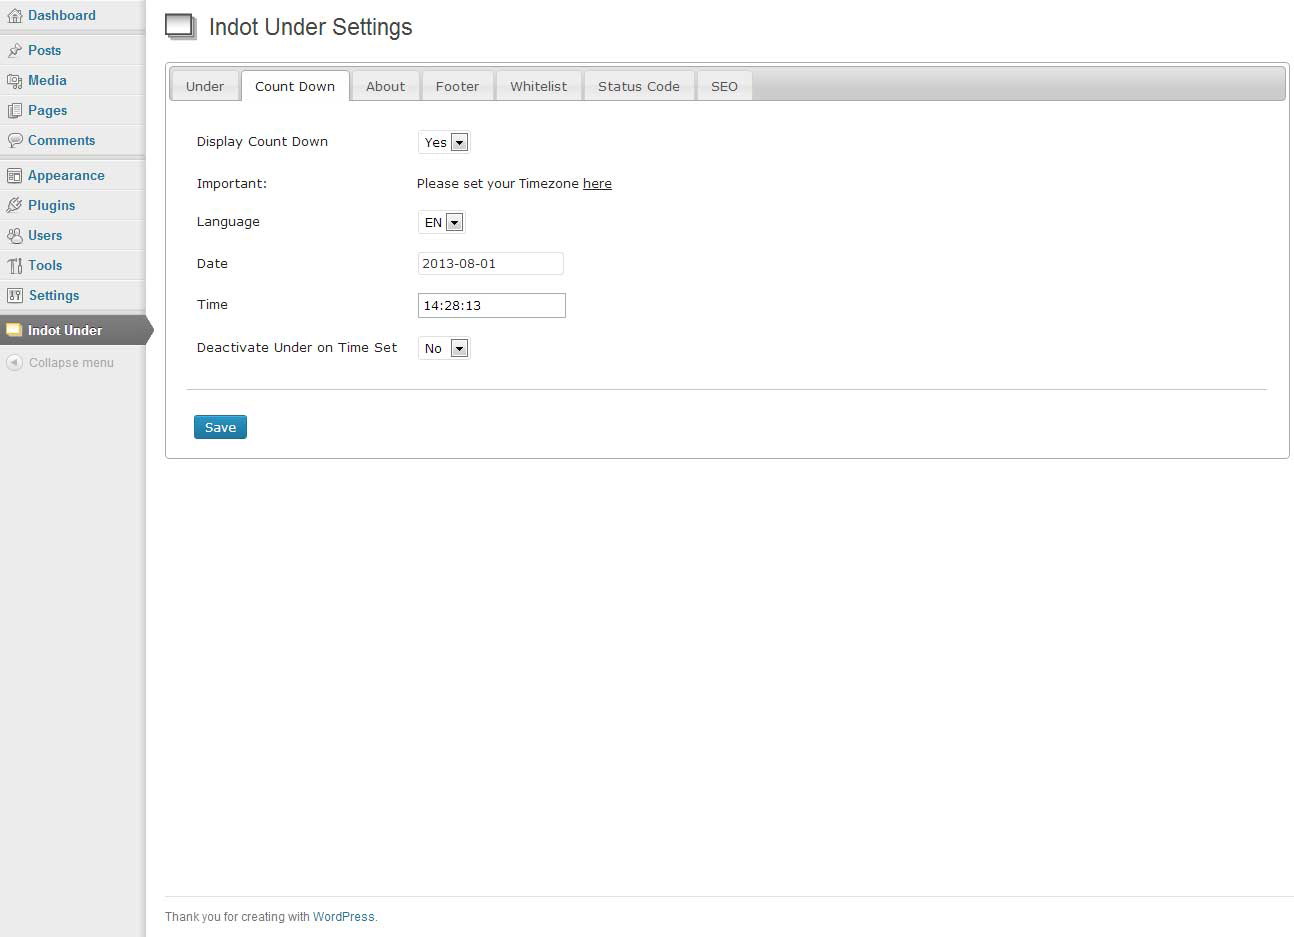 Dashboard
Posts
Media
Pages
Comments
Appearance
Plugins
Users
Tools
Settings
Indot Under
Collapse menu
Indot Under Settings
Under Count Down About Footer Whitelist Status Code SEO
Display Count Down Yes
Important: Please set your Timezone here
Language EN
Date 2013-08-01
Time 14:28:13
Deactivate Under on Time Set No
Save
Thank you for creating with WordPress.